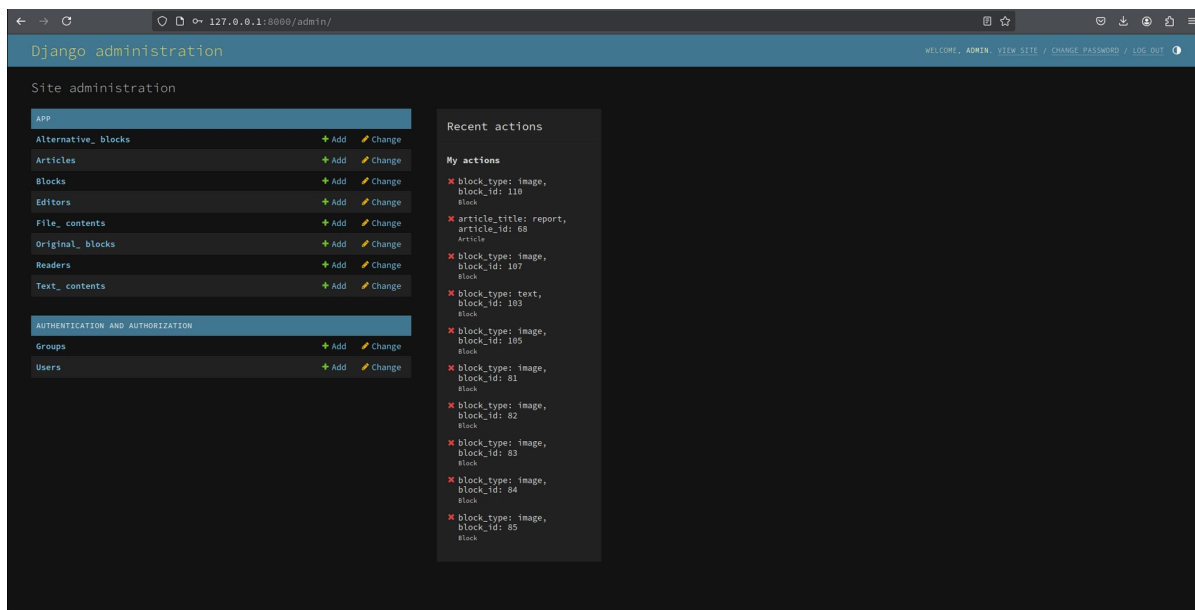 127.0.0.1:8000/admin/
Django administration
WELCOME, ADMIN. VIEW SITE / CHANGE PASSWORD / LOG OUT
Site administration
APP
Alternative_ blocks Add Change
Articles Add Change
Blocks Add Change
Editors Add Change
File_ contents Add Change
Original_ blocks Add Change
Readers Add Change
Text_ contents Add Change
AUTHENTICATION AND AUTHORIZATION
Groups Add Change
Users Add Change
Recent actions
My actions
block_type: image,
block_id: 110
Block
article_title: report,
article_id: 68
Article
block_type: image,
block_id: 107
Block
block_type: text,
block_id: 103
Block
block_type: image,
block_id: 105
Block
block_type: image,
block_id: 81
Block
block_type: image,
block_id: 82
Block
block_type: image,
block_id: 83
Block
block_type: image,
block_id: 84
Block
block_type: image,
block_id: 85
Block